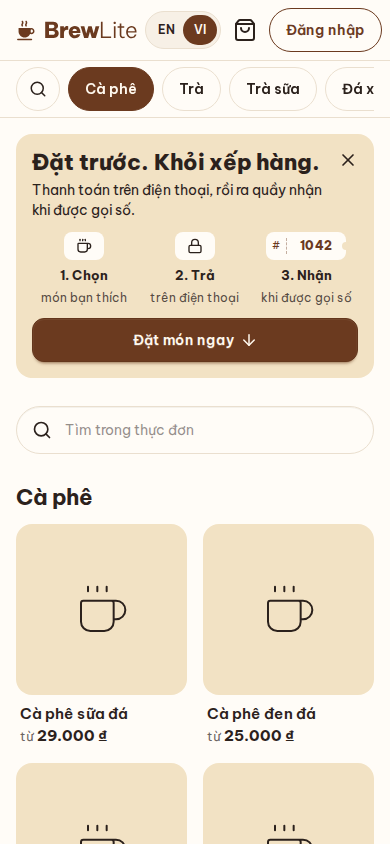 BrewLite
EN
VI
Đăng nhập
Cà phê
Trà
Trà sữa
Đá x
Đặt trước. Khỏi xếp hàng.
Thanh toán trên điện thoại, rồi ra quầy nhận
khi được gọi số.
# 1042
1. Chọn
món bạn thích
2. Trả
trên điện thoại
3. Nhận
khi được gọi số
Đặt món ngay
Tìm trong thực đơn
Cà phê
Cà phê sữa đá
từ 29.000 ₫
Cà phê đen đá
từ 25.000 ₫